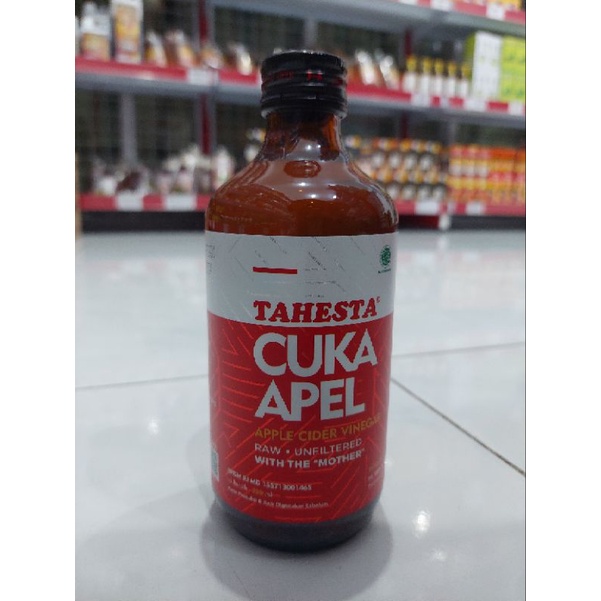 TAHESTA®
CUKA
APEL
APPLE CIDER VINEGAR
RAW • UNFILTERED
WITH THE "MOTHER"